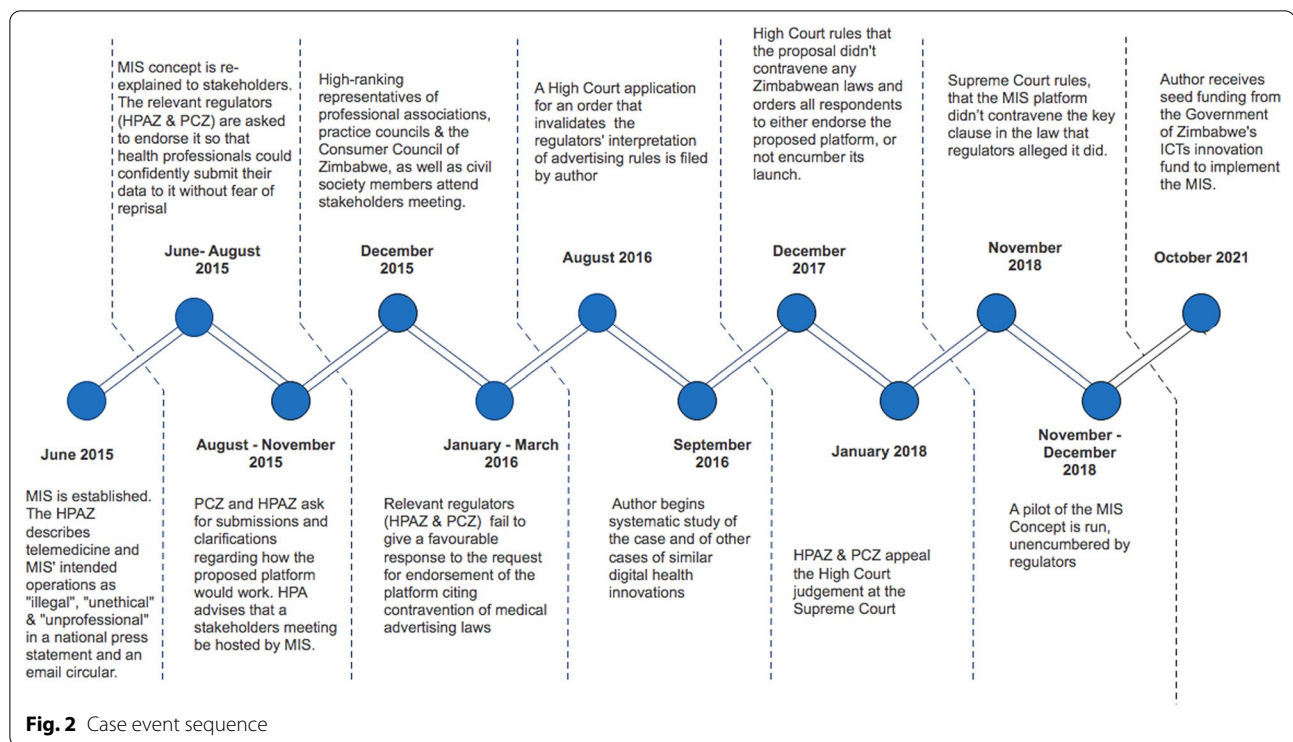 MIS concept is re-
explained to stakeholders.
The relevant regulators
(HPAZ & PCZ) are asked
to endorse it so that
health professionals could
confidently submit their
data to it without fear of
reprisal
June- August
2015
High-ranking
representatives of
professional associations,
practice councils & the
Consumer Council of
Zimbabwe, as well as civil
society members attend
stakeholders meeting.
December
2015
A High Court application
for an order that
invalidates the
regulators' interpretation
of advertising rules is filed
by author
August 2016
High Court rules that
the proposal didn't
contravene any
Zimbabwean laws and
orders all respondents
to either endorse the
proposed platform, or
not encumber its
launch.
December
2017
Supreme Court rules,
that the MIS platform
didn't contravene the key
clause in the law that
regulators alleged it did.
November
2018
Author receives
seed funding from
the Government
of Zimbabwe's
ICTs innovation
fund to implement
the MIS.
October 2021
June 2015
MIS is established.
The HPAZ
describes
telemedicine and
MIS' intended
operations as
"illegal", "unethical"
& "unprofessional"
in a national press
statement and an
email circular.
August - November
2015
PCZ and HPAZ ask
for submissions and
clarifications
regarding how the
proposed platform
would work. HPA
advises that a
stakeholders meeting
be hosted by MIS.
January - March
2016
Relevant regulators
(HPAZ & PCZ) fail to
give a favourable
response to the request
for endorsement of the
platform citing
contravention of medical
advertising laws
September
2016
Author begins
systematic study of
the case and of other
cases of similar
digital health
innovations
January 2018
HPAZ & PCZ appeal
the High Court
judgement at the
Supreme Court
November -
December
2018
A pilot of the MIS
Concept is run,
unencumbered by
regulators
Fig. 2 Case event sequence